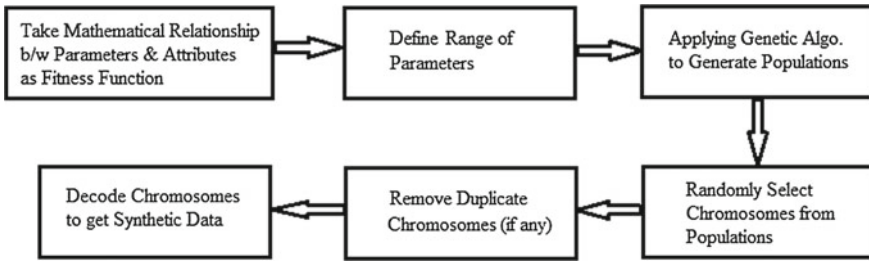 Take Mathematical Relationship
b/w Parameters & Attributes
as Fitness Function
Define Range of
Parameters
Applying Genetic Algo.
to Generate Populations
Randomly Select
Chromosomes from
Populations
Remove Duplicate
Chromosomes (if any)
Decode Chromosomes
to get Synthetic Data